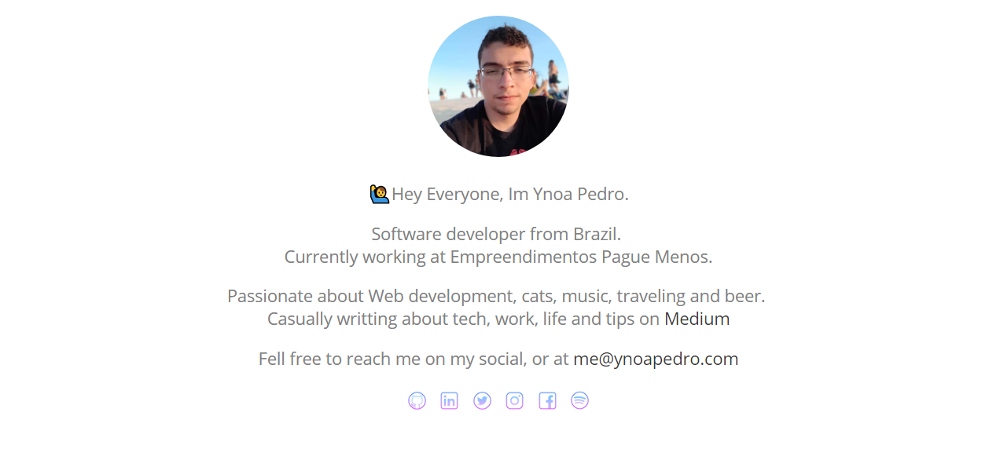 🙋‍♂️Hey Everyone, Im Ynoa Pedro.
Software developer from Brazil.
Currently working at Empreendimentos Pague Menos.
Passionate about Web development, cats, music, traveling and beer.
Casually writting about tech, work, life and tips on Medium
Fell free to reach me on my social, or at me@ynoapedro.com